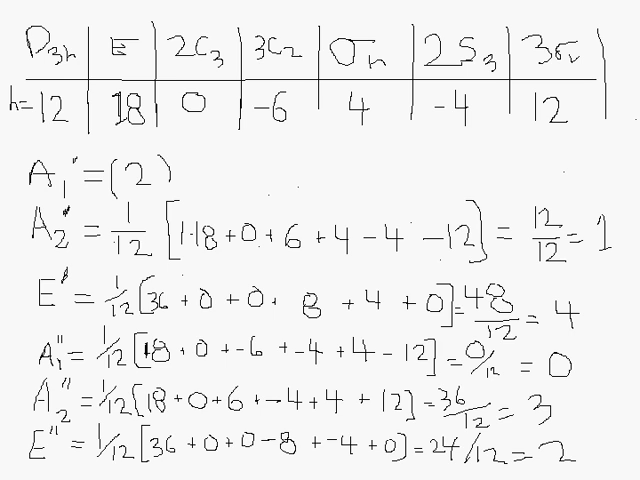 D3h | E | 2C3 | 3C2 | σh | 2S3 | 3σv |
h=12 | 18 | 0 | -6 | 4 | -4 | 12
A1' = (2)
A2' = 1/12 [1·18+0+6+4-4-12] = 12/12 = 1
E' = 1/12 [36+0+0+8+4+0] = 48/12 = 4
A1" = 1/12 [18+0+-6+-4+4-12] = 0/12 = 0
A2" = 1/12 [18+0+6+-4+4+12] = 36/12 = 3
E" = 1/12 [36+0+0-8+-4+0] = 24/12 = 2